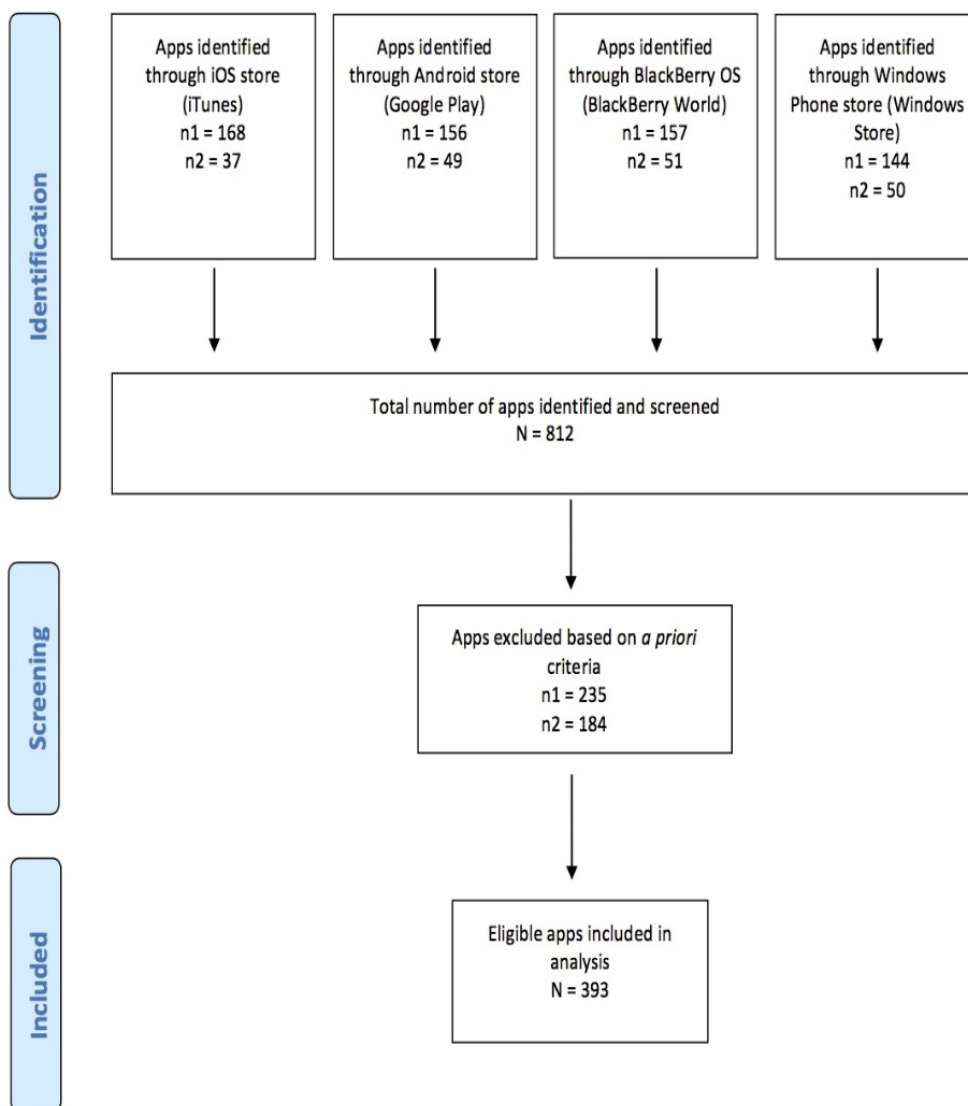 Identification
Apps identified
through iOS store
(iTunes)
n1 = 168
n2 = 37
Apps identified
through Android store
(Google Play)
n1 = 156
n2 = 49
Apps identified
through BlackBerry OS
(BlackBerry World)
n1 = 157
n2 = 51
Apps identified
through Windows
Phone store (Windows
Store)
n1 = 144
n2 = 50
Total number of apps identified and screened
N = 812
Screening
Apps excluded based on a priori
criteria
n1 = 235
n2 = 184
Included
Eligible apps included in
analysis
N = 393